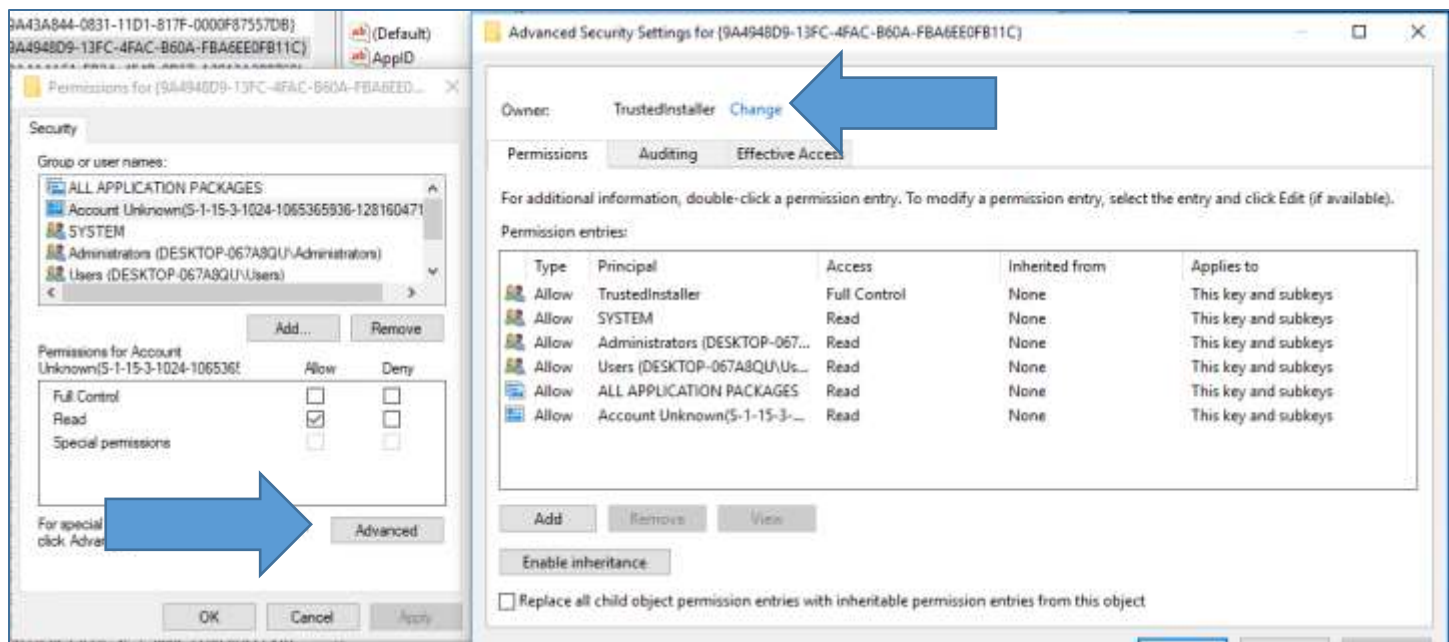 9A43A844-0831-11D1-817F-0000F87557DB}
9A4948D9-13FC-4FAC-B60A-FBA6EE0FB11C}
(Default)
AppID
Permissions for {9A4948D9-13FC-4FAC-B60A-FBA6EE0...
Security
Group or user names:
ALL APPLICATION PACKAGES
Account Unknown(S-1-15-3-1024-1065365936-128160471
SYSTEM
Administrators (DESKTOP-067A8QU\Administrators)
Users (DESKTOP-067A8QU\Users)
Add...
Remove
Permissions for Account
Unknown(S-1-15-3-1024-106536
Allow
Deny
Full Control
Read
Special permissions
For special
click Adva
Advanced
OK
Cancel
Apply
Advanced Security Settings for {9A4948D9-13FC-4FAC-B60A-FBA6EE0FB11C}
Owner:
TrustedInstaller
Change
Permissions
Auditing
Effective Access
For additional information, double-click a permission entry. To modify a permission entry, select the entry and click Edit (if available).
Permission entries:
Type Principal Access Inherited from Applies to
Allow TrustedInstaller Full Control None This key and subkeys
Allow SYSTEM Read None This key and subkeys
Allow Administrators (DESKTOP-067... Read None This key and subkeys
Allow Users (DESKTOP-067A8QU\Us... Read None This key and subkeys
Allow ALL APPLICATION PACKAGES Read None This key and subkeys
Allow Account Unknown(S-1-15-3-... Read None This key and subkeys
Add
Remove
View
Enable inheritance
Replace all child object permission entries with inheritable permission entries from this object